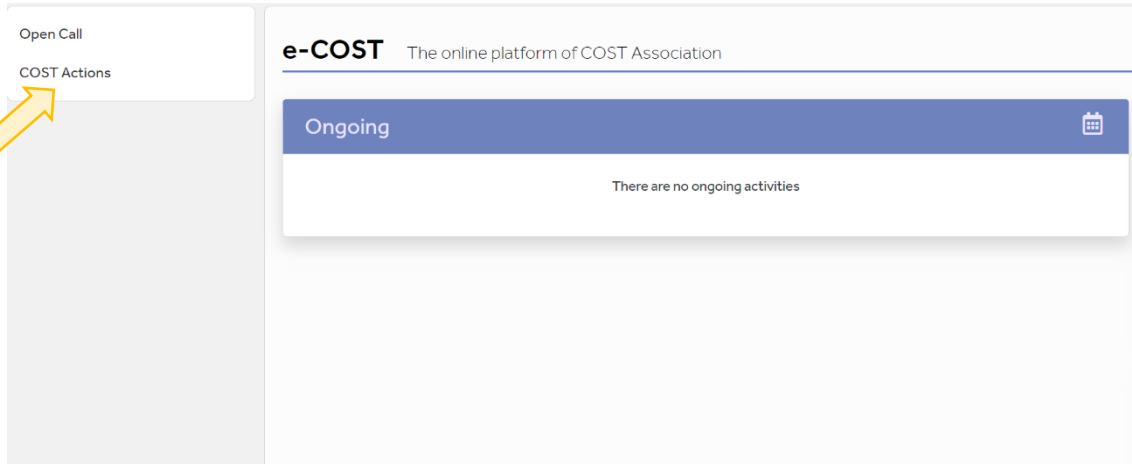 Open Call
COST Actions
e-COST The online platform of COST Association
Ongoing
There are no ongoing activities